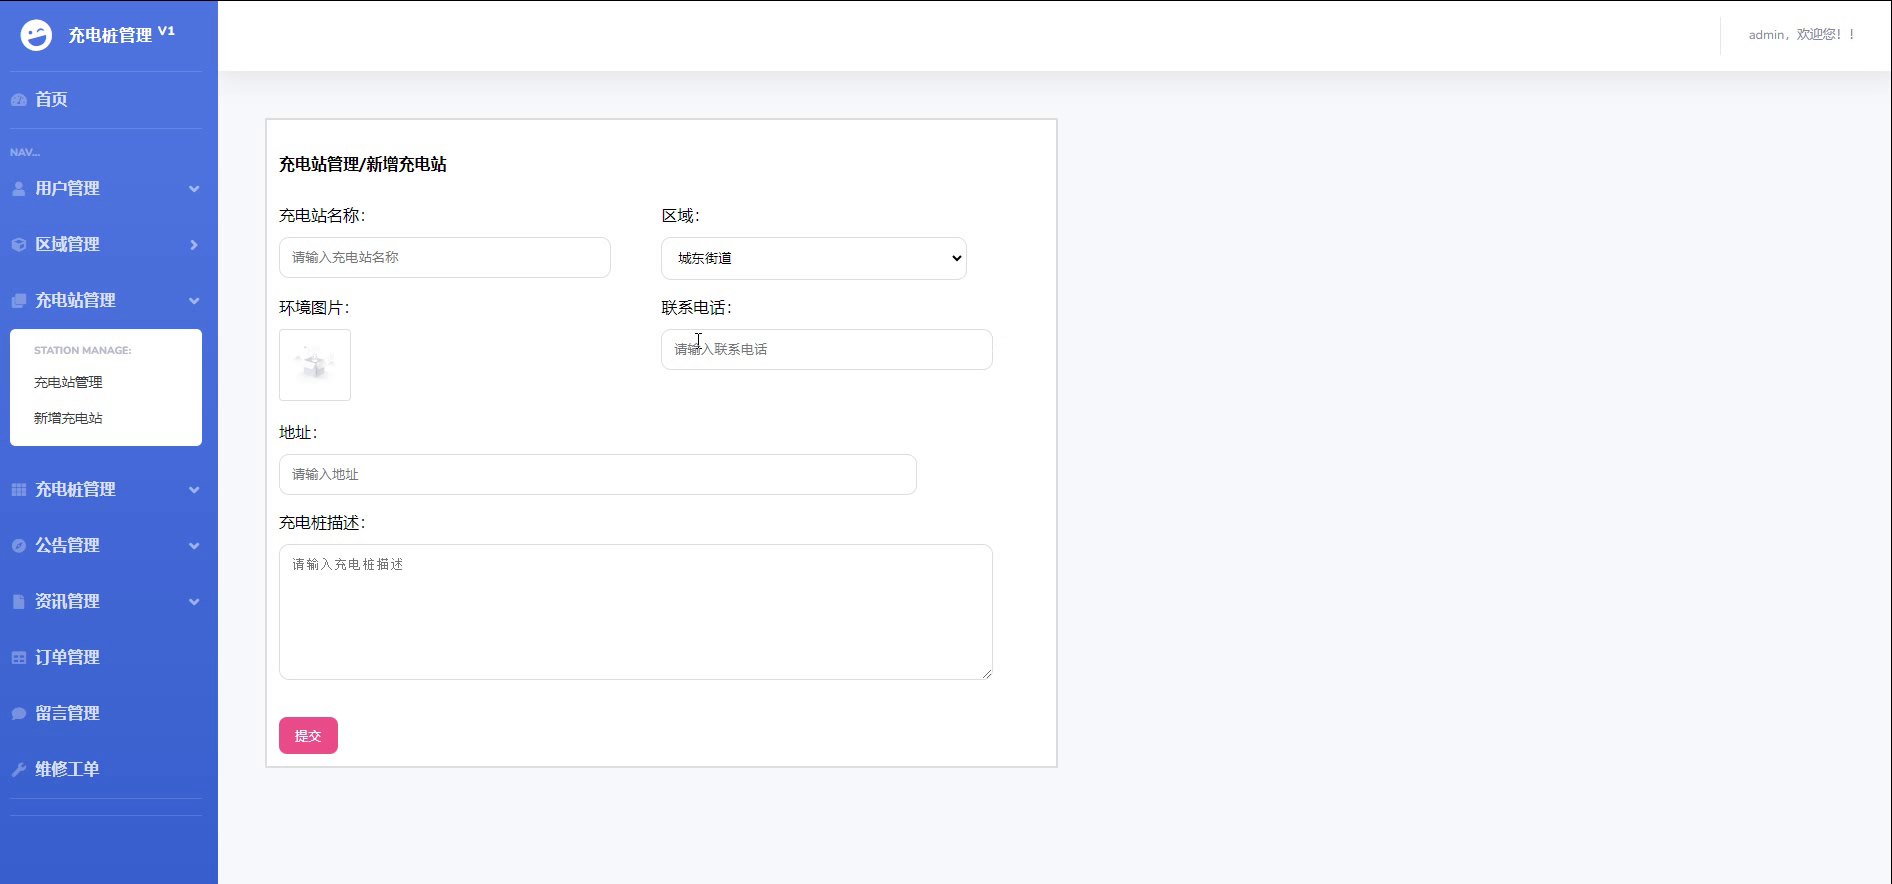 充电桩管理 V1
admin，欢迎您！！
首页
NAV...
用户管理
区域管理
充电站管理
STATION MANAGE:
充电站管理
新增充电站
充电桩管理
公告管理
资讯管理
订单管理
留言管理
维修工单
充电站管理/新增充电站
充电站名称：
请输入充电站名称
区域：
城东街道
环境图片：
联系电话：
请输入联系电话
地址：
请输入地址
充电桩描述：
请输入充电桩描述
提交